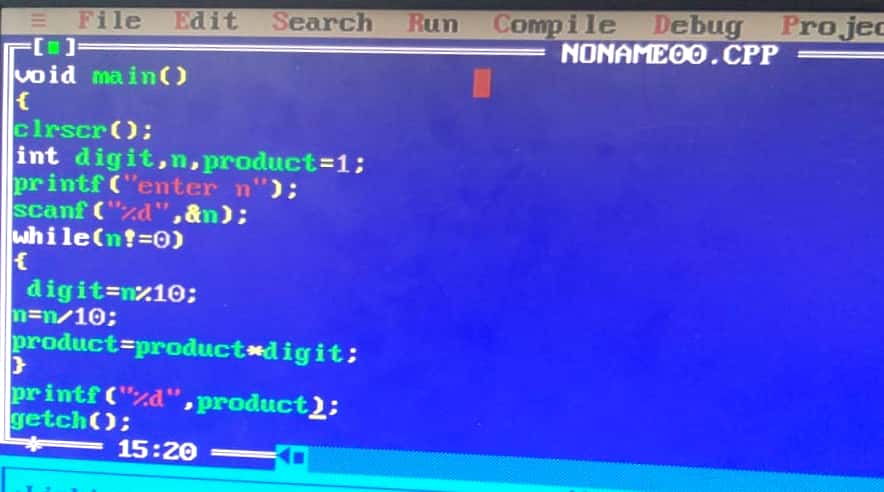 ≡ File Edit Search Run Compile Debug Projec
[■] NONAME00.CPP
void main()
{
clrscr();
int digit,n,product=1;
printf("enter n");
scanf("%d",&n);
while(n!=0)
{
digit=n%10;
n=n/10;
product=product*digit;
}
printf("%d",product);
getch();
* 15:20